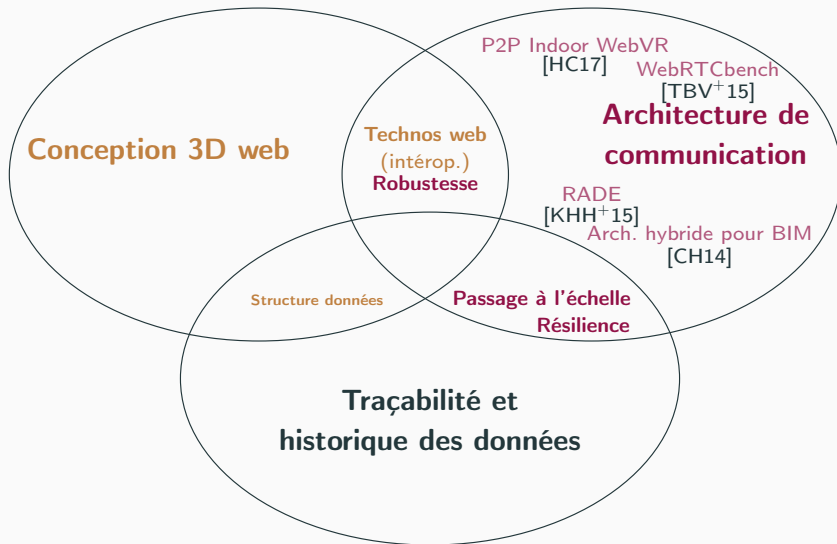 P2P Indoor WebVR
[HC17]
WebRTCbench
[TBV+15]
Architecture de
communication
Conception 3D web
Technos web
(intérop.)
Robustesse
RADE
[KHH+15]
Arch. hybride pour BIM
[CH14]
Structure données
Passage à l'échelle
Résilience
Traçabilité et
historique des données